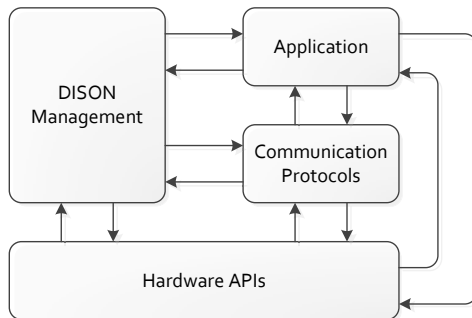 DISON
Management
Application
Communication
Protocols
Hardware APIs